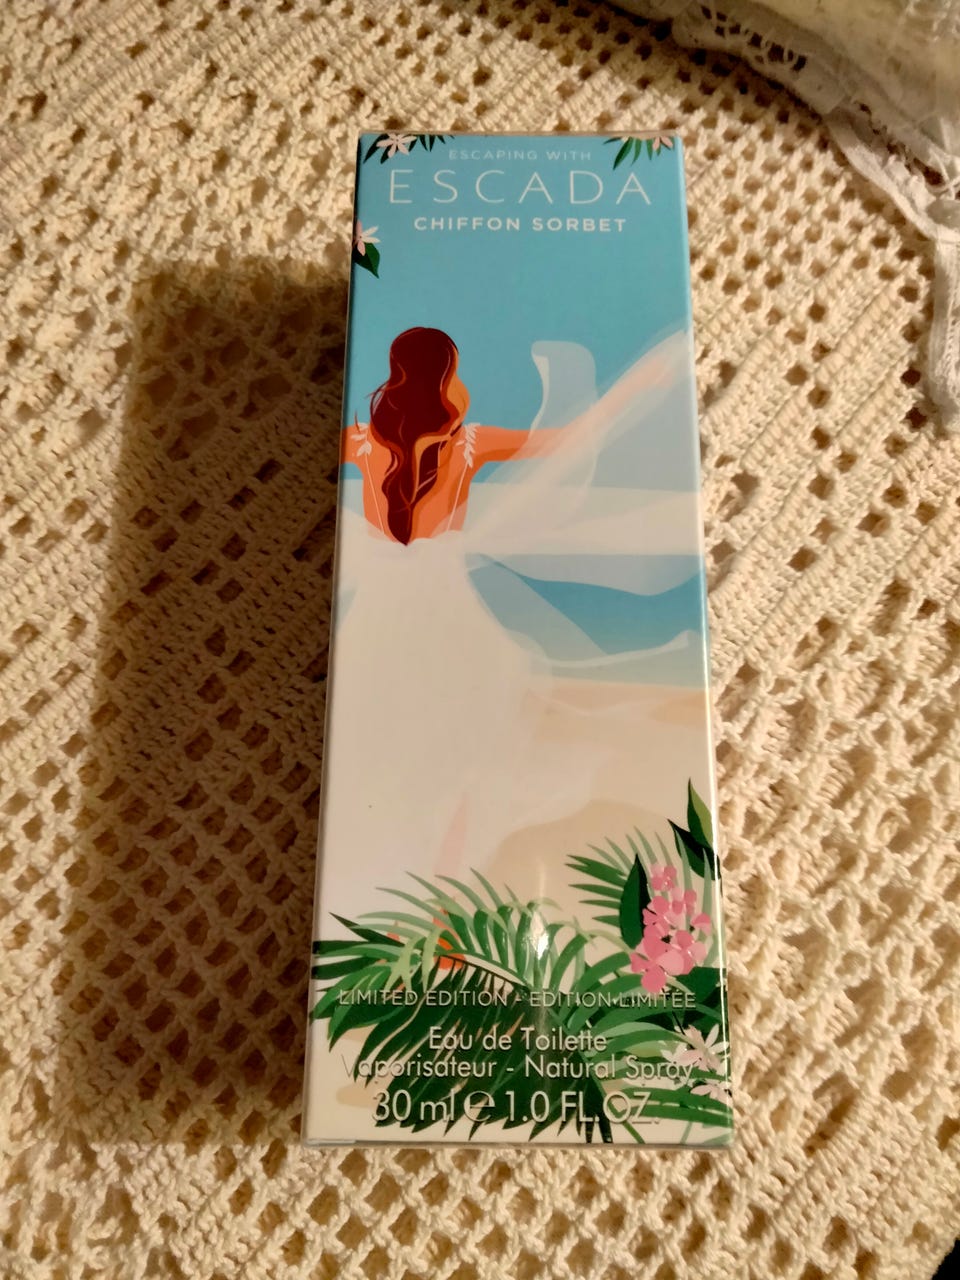 ESCAPING WITH
ESCADA
CHIFFON SORBET
LIMITED EDITION - EDITION LIMITÉE
Eau de Toilette
Vaporisateur - Natural Spray
30 ml ℮ 1.0 FL.OZ.